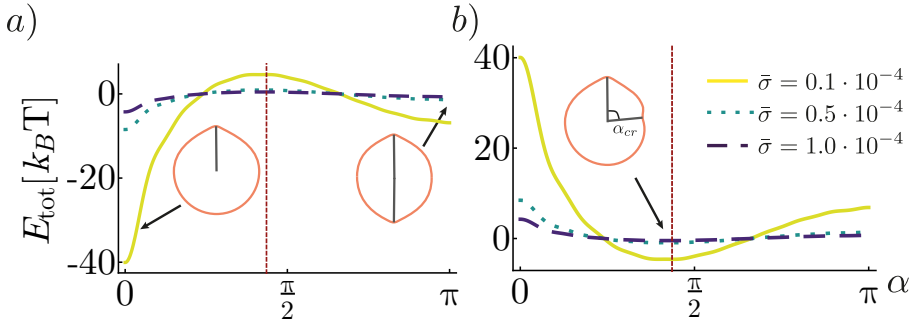 a)
E_tot[k_BT]
0
-20
-40
0
π/2
π
b)
40
20
0
0
π/2
π
α
α_cr
σ̄ = 0.1 · 10⁻⁴
σ̄ = 0.5 · 10⁻⁴
σ̄ = 1.0 · 10⁻⁴